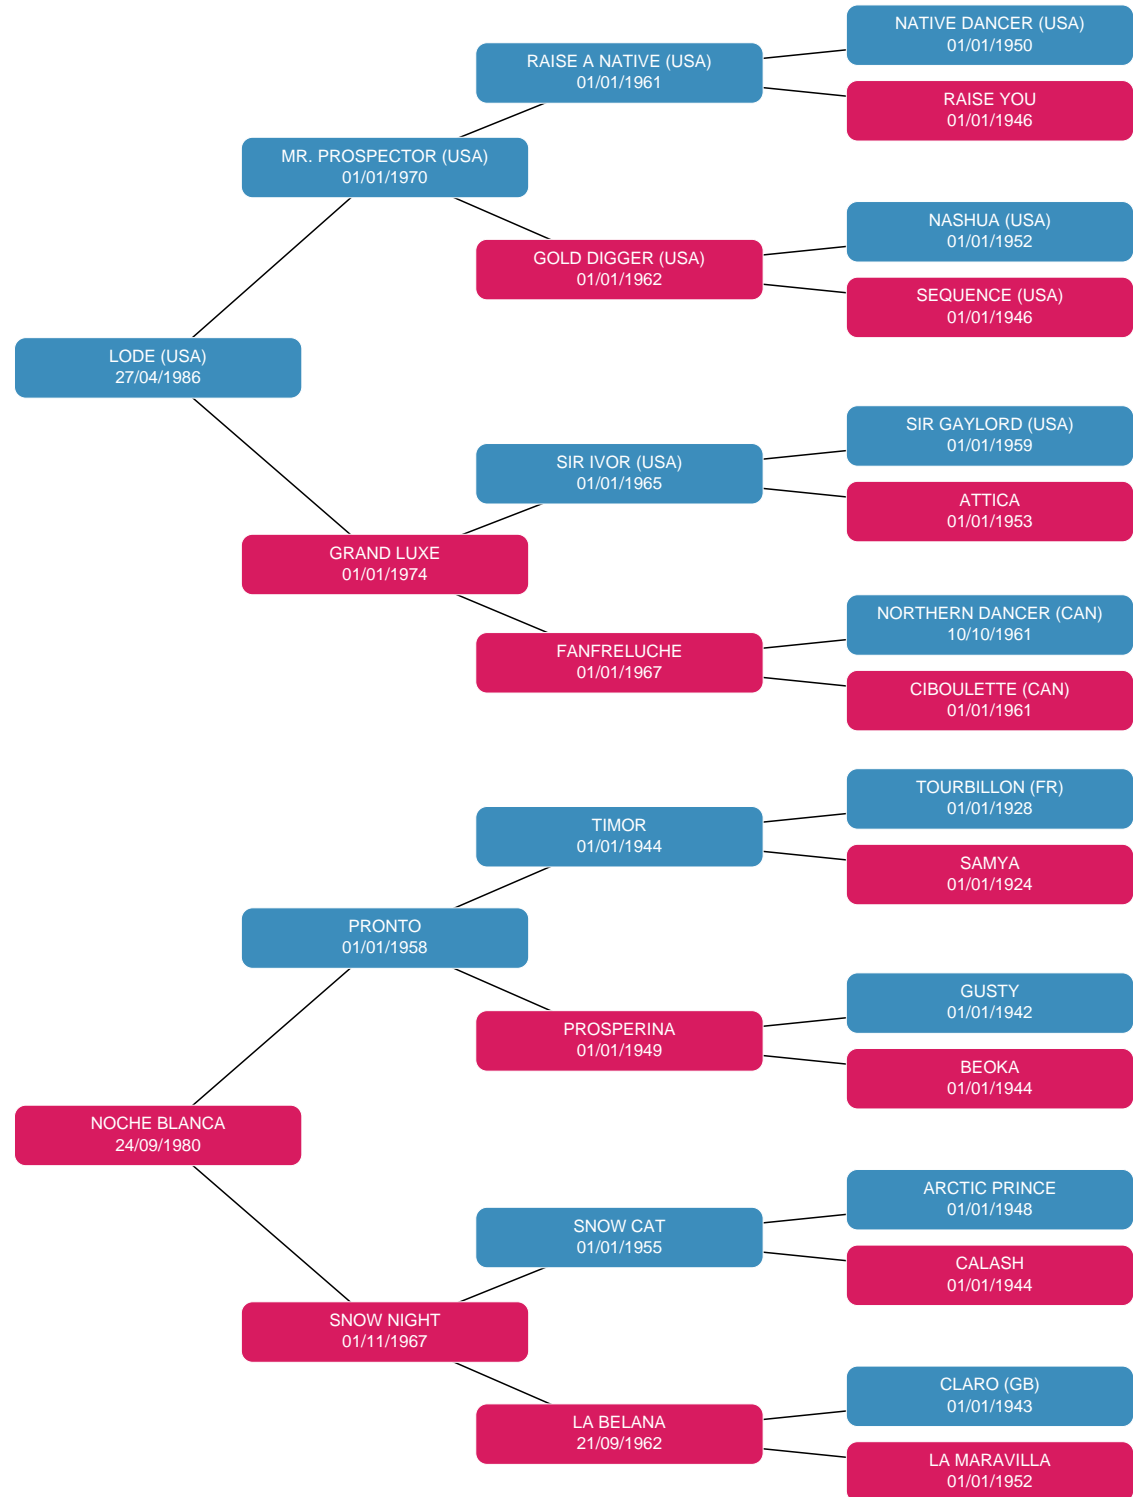 NATIVE DANCER (USA)
01/01/1950
RAISE A NATIVE (USA)
01/01/1961
RAISE YOU
01/01/1946
MR. PROSPECTOR (USA)
01/01/1970
NASHUA (USA)
01/01/1952
GOLD DIGGER (USA)
01/01/1962
SEQUENCE (USA)
01/01/1946
LODE (USA)
27/04/1986
SIR GAYLORD (USA)
01/01/1959
SIR IVOR (USA)
01/01/1965
ATTICA
01/01/1953
GRAND LUXE
01/01/1974
NORTHERN DANCER (CAN)
10/10/1961
FANFRELUCHE
01/01/1967
CIBOULETTE (CAN)
01/01/1961
TOURBILLON (FR)
01/01/1928
TIMOR
01/01/1944
SAMYA
01/01/1924
PRONTO
01/01/1958
GUSTY
01/01/1942
PROSPERINA
01/01/1949
BEOKA
01/01/1944
NOCHE BLANCA
24/09/1980
ARCTIC PRINCE
01/01/1948
SNOW CAT
01/01/1955
CALASH
01/01/1944
SNOW NIGHT
01/11/1967
CLARO (GB)
01/01/1943
LA BELANA
21/09/1962
LA MARAVILLA
01/01/1952